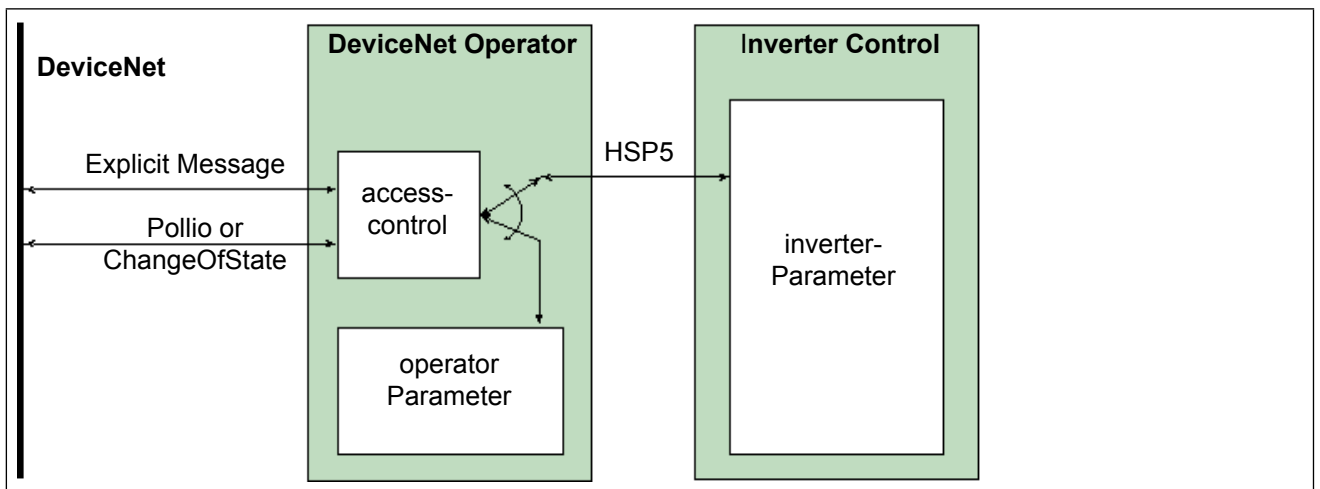 DeviceNet Operator
Inverter Control
DeviceNet
Explicit Message
Pollio or
ChangeOfState
access-
control
HSP5
operator
Parameter
inverter-
Parameter